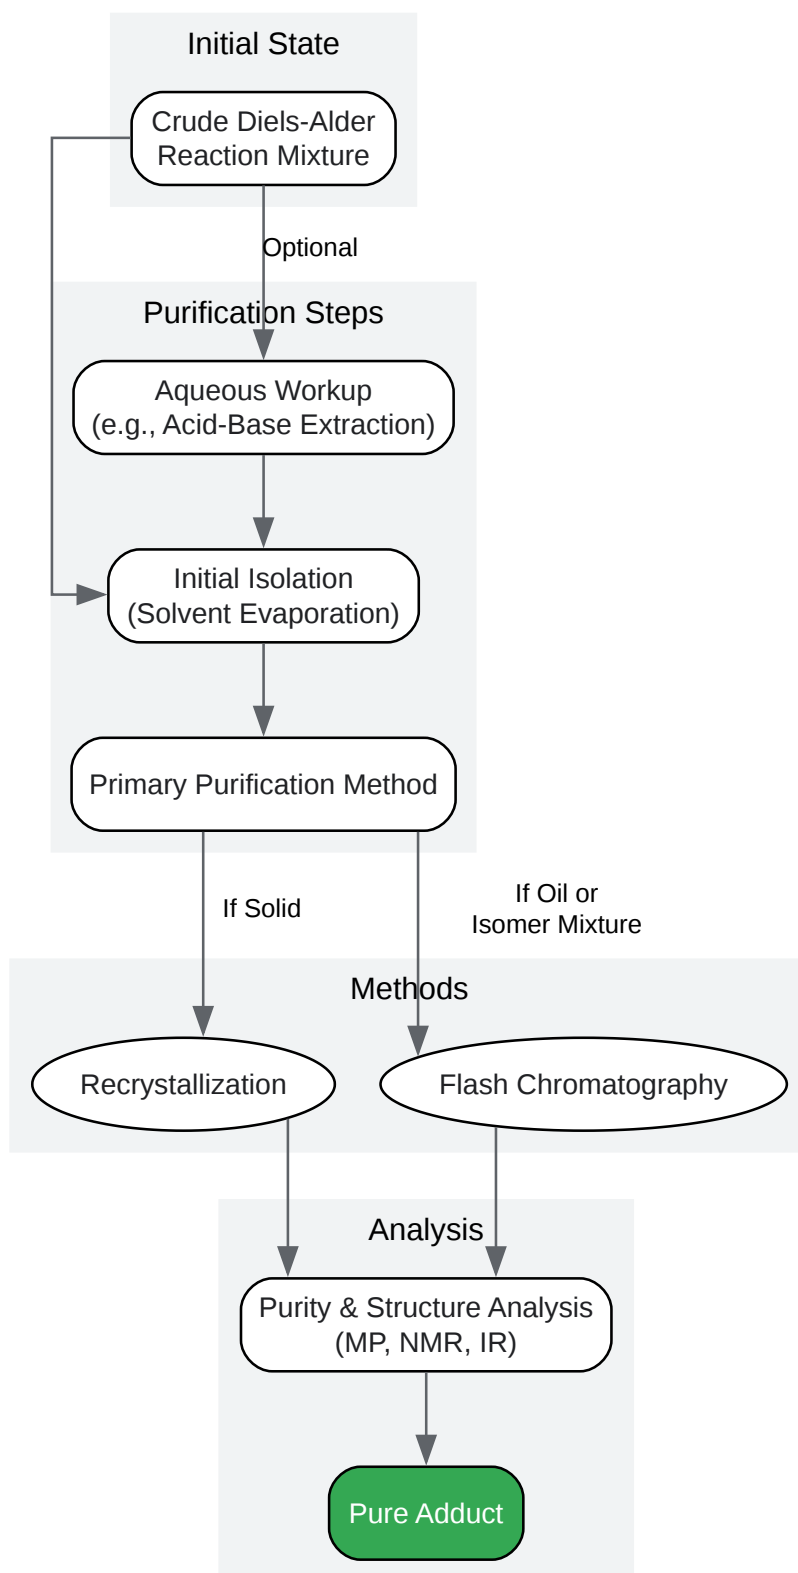 Initial State
Crude Diels-Alder
Reaction Mixture
Optional
Purification Steps
Aqueous Workup
(e.g., Acid-Base Extraction)
Initial Isolation
(Solvent Evaporation)
Primary Purification Method
If Solid
If Oil or
Isomer Mixture
Methods
Recrystallization
Flash Chromatography
Analysis
Purity & Structure Analysis
(MP, NMR, IR)
Pure Adduct